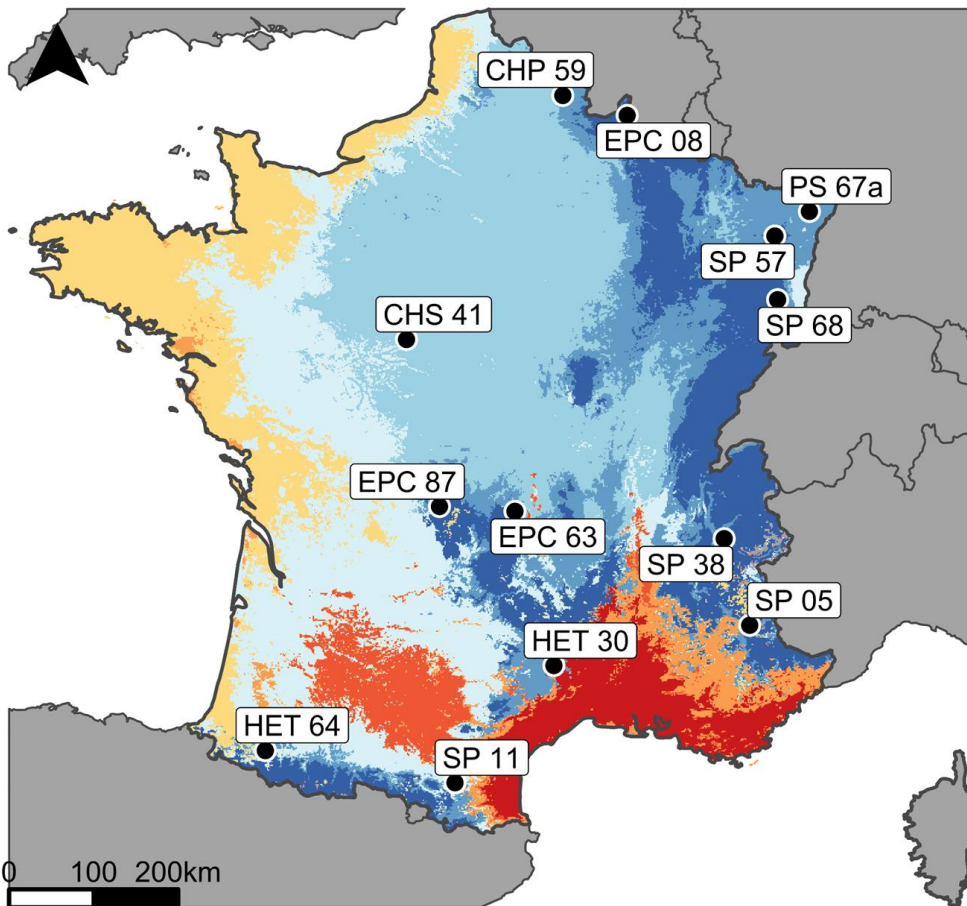 CHP 59
EPC 08
PS 67a
SP 57
SP 68
CHS 41
EPC 87
EPC 63
SP 38
SP 05
HET 30
HET 64
SP 11
0 100 200km